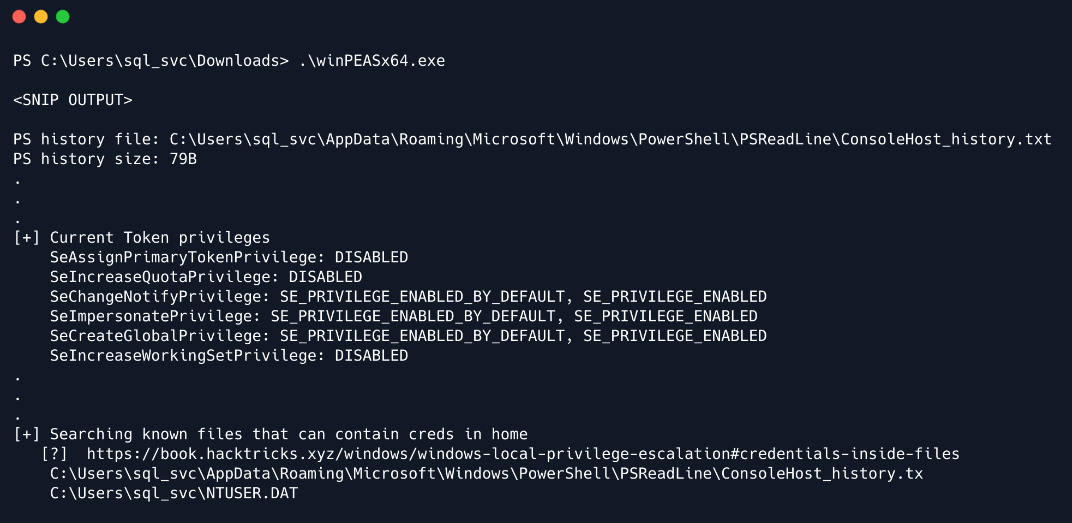 PS C:\Users\sql_svc\Downloads> .\winPEASx64.exe
<SNIP OUTPUT>
PS history file: C:\Users\sql_svc\AppData\Roaming\Microsoft\Windows\PowerShell\PSReadLine\ConsoleHost_history.txt
PS history size: 79B
.
.
.
[+] Current Token privileges
    SeAssignPrimaryTokenPrivilege: DISABLED
    SeIncreaseQuotaPrivilege: DISABLED
    SeChangeNotifyPrivilege: SE_PRIVILEGE_ENABLED_BY_DEFAULT, SE_PRIVILEGE_ENABLED
    SeImpersonatePrivilege: SE_PRIVILEGE_ENABLED_BY_DEFAULT, SE_PRIVILEGE_ENABLED
    SeCreateGlobalPrivilege: SE_PRIVILEGE_ENABLED_BY_DEFAULT, SE_PRIVILEGE_ENABLED
    SeIncreaseWorkingSetPrivilege: DISABLED
.
.
.
[+] Searching known files that can contain creds in home
   [?]  https://book.hacktricks.xyz/windows/windows-local-privilege-escalation#credentials-inside-files
    C:\Users\sql_svc\AppData\Roaming\Microsoft\Windows\PowerShell\PSReadLine\ConsoleHost_history.tx
    C:\Users\sql_svc\NTUSER.DAT